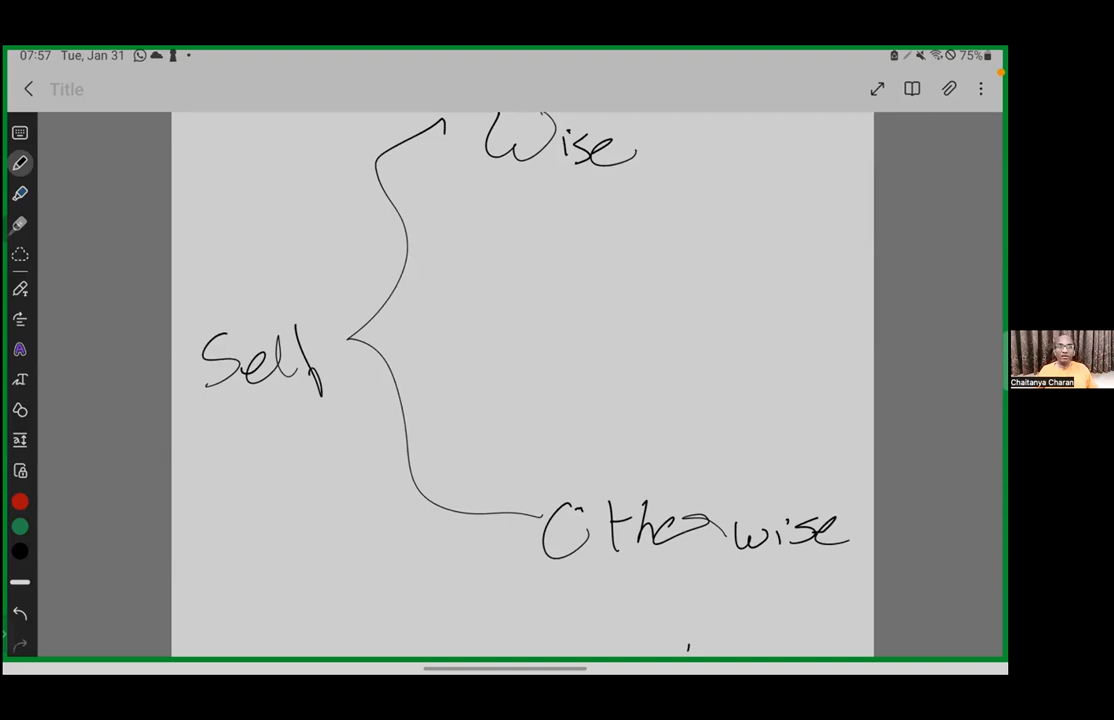 07:57 Tue, Jan 31 75%
Title
Wise
Self
Chaitanya Charan
Otherwise